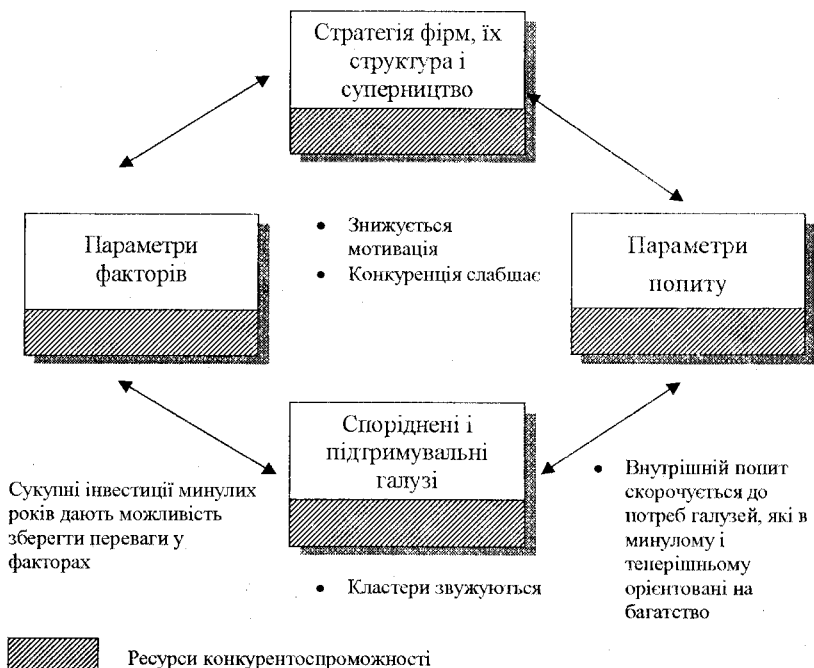 Стратегія фірм, їх
структура і
суперництво
Параметри
факторів
• Знижується
мотивація
• Конкуренція слабшає
Параметри
попиту
Споріднені і
підтримувальні
галузі
Сукупні інвестиції минулих
років дають можливість
зберегти переваги у
факторах
• Кластери звужуються
• Внутрішній попит
скорочується до
потреб галузей, які в
минулому і
теперішньому
орієнтовані на
багатство
Ресурси конкурентоспроможності